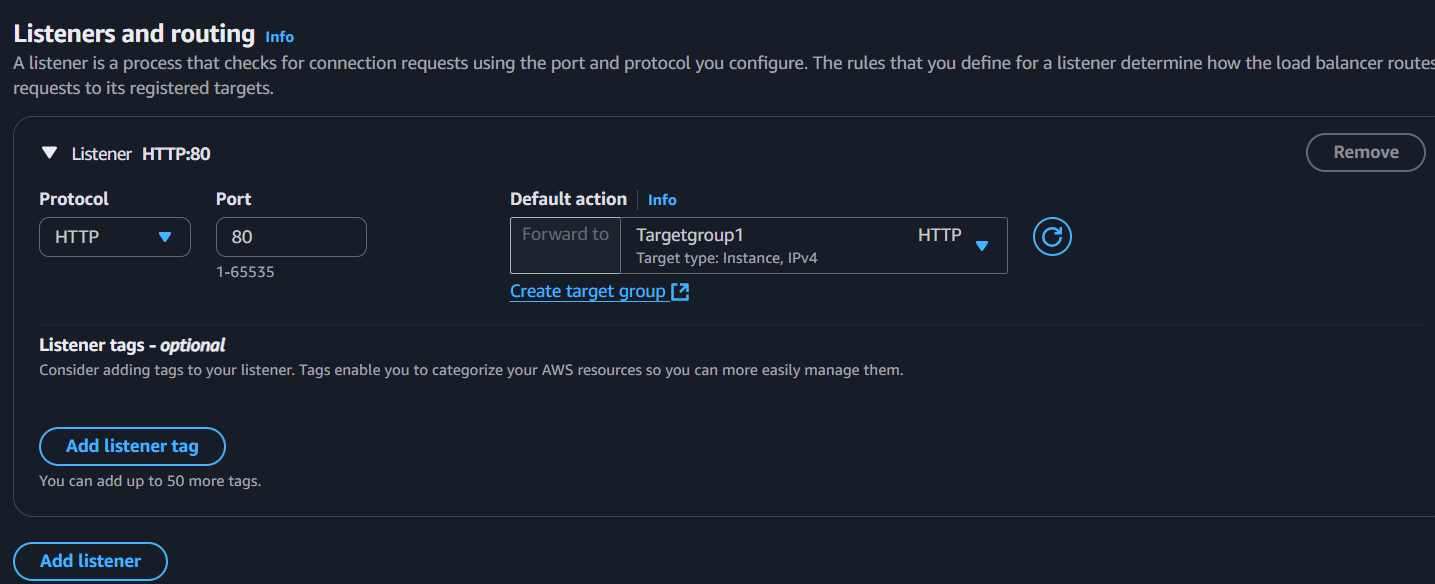 Listeners and routing Info
A listener is a process that checks for connection requests using the port and protocol you configure. The rules that you define for a listener determine how the load balancer routes
requests to its registered targets.
Listener HTTP:80
Remove
Protocol
Port
Default action Info
HTTP
80
Forward to
Targetgroup1
HTTP
Target type: Instance, IPv4
1-65535
Create target group
Listener tags - optional
Consider adding tags to your listener. Tags enable you to categorize your AWS resources so you can more easily manage them.
Add listener tag
You can add up to 50 more tags.
Add listener